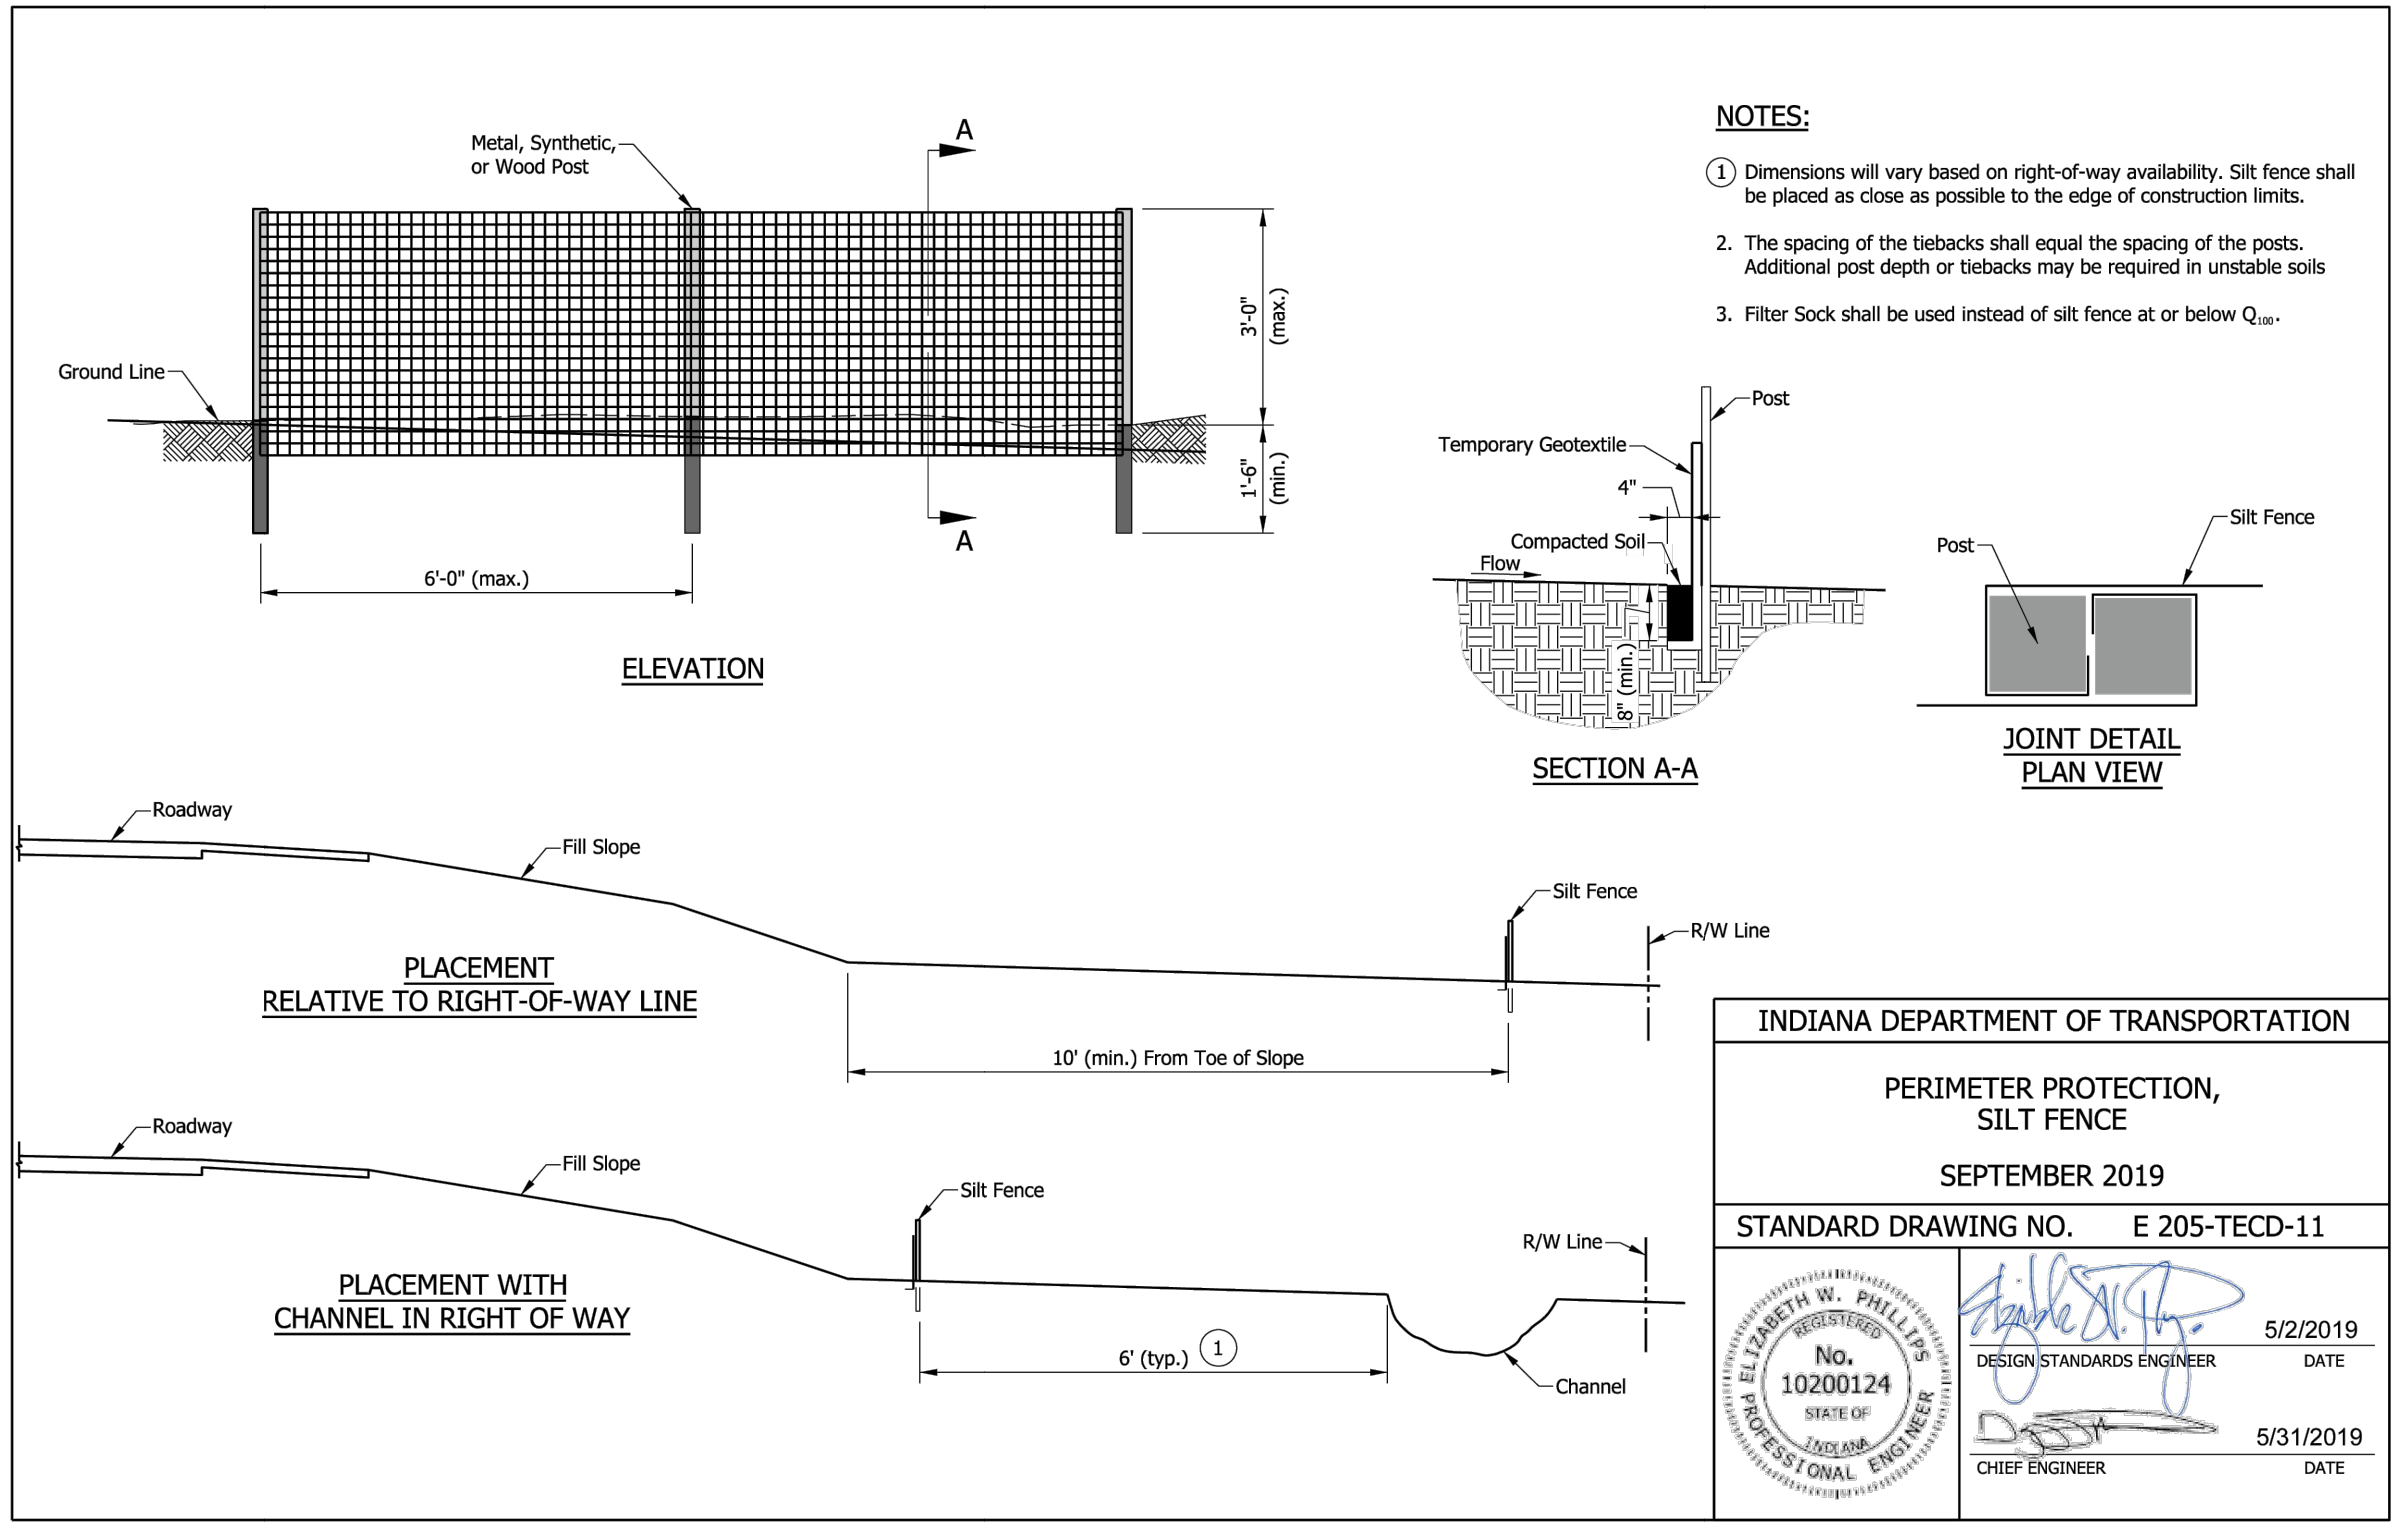 A
Metal, Synthetic,
or Wood Post
Ground Line
3'-0"
(max.)
1'-6"
(min.)
A
6'-0" (max.)
ELEVATION
NOTES:
1 Dimensions will vary based on right-of-way availability. Silt fence shall
be placed as close as possible to the edge of construction limits.
2. The spacing of the tiebacks shall equal the spacing of the posts.
Additional post depth or tiebacks may be required in unstable soils
3. Filter Sock shall be used instead of silt fence at or below Q100.
Post
Temporary Geotextile
4"
Compacted Soil
Flow
8" (min.)
SECTION A-A
Silt Fence
Post
JOINT DETAIL
PLAN VIEW
Roadway
Fill Slope
Silt Fence
R/W Line
PLACEMENT
RELATIVE TO RIGHT-OF-WAY LINE
10' (min.) From Toe of Slope
Roadway
Fill Slope
Silt Fence
R/W Line
PLACEMENT WITH
CHANNEL IN RIGHT OF WAY
6' (typ.) 1
Channel
INDIANA DEPARTMENT OF TRANSPORTATION
PERIMETER PROTECTION,
SILT FENCE
SEPTEMBER 2019
STANDARD DRAWING NO. E 205-TECD-11
ELIZABETH W. PHILLIPS
REGISTERED
No.
10200124
STATE OF
INDIANA
PROFESSIONAL ENGINEER
5/2/2019
DESIGN STANDARDS ENGINEER DATE
5/31/2019
CHIEF ENGINEER DATE